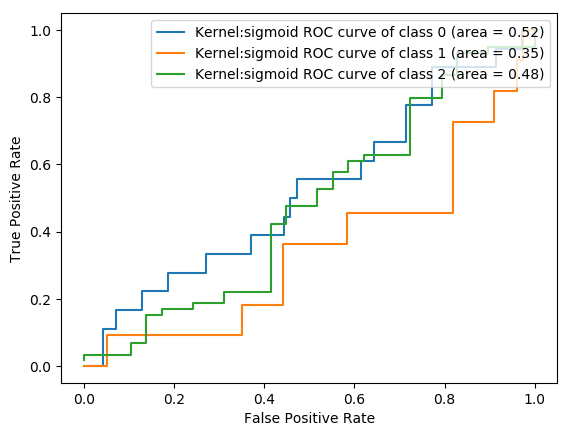 Kernel:sigmoid ROC curve of class 0 (area = 0.52)
Kernel:sigmoid ROC curve of class 1 (area = 0.35)
Kernel:sigmoid ROC curve of class 2 (area = 0.48)
1.0
0.8
0.6
0.4
0.2
0.0
True Positive Rate
0.0 0.2 0.4 0.6 0.8 1.0
False Positive Rate